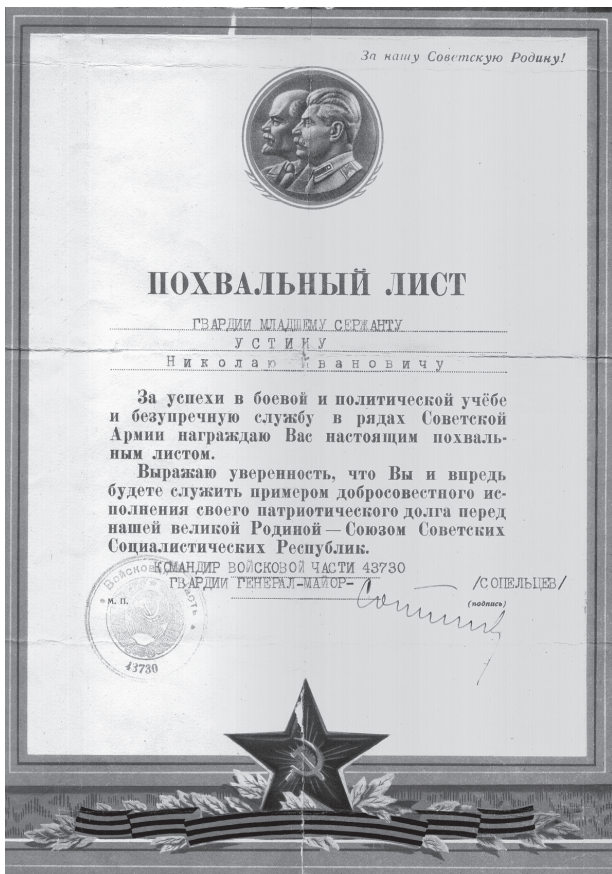 За нашу Советскую Родину!
ПОХВАЛЬНЫЙ ЛИСТ
ГВАРДИИ МЛАДШЕМУ СЕРЖАНТУ
УСТИНУ
Николаю Ивановичу
За успехи в боевой и политической учёбе
и безупречную службу в рядах Советской
Армии награждаю Вас настоящим похваль-
ным листом.
Выражаю уверенность, что Вы и впредь
будете служить примером добросовестного ис-
полнения своего патриотического долга перед
нашей великой Родиной — Союзом Советских
Социалистических Республик.
КОМАНДИР ВОЙСКОВОЙ ЧАСТИ 43730
ГВАРДИИ ГЕНЕРАЛ-МАЙОР- /СОПЕЛЬЦЕВ/
(подпись)
М. П.
Войсковая часть
43730